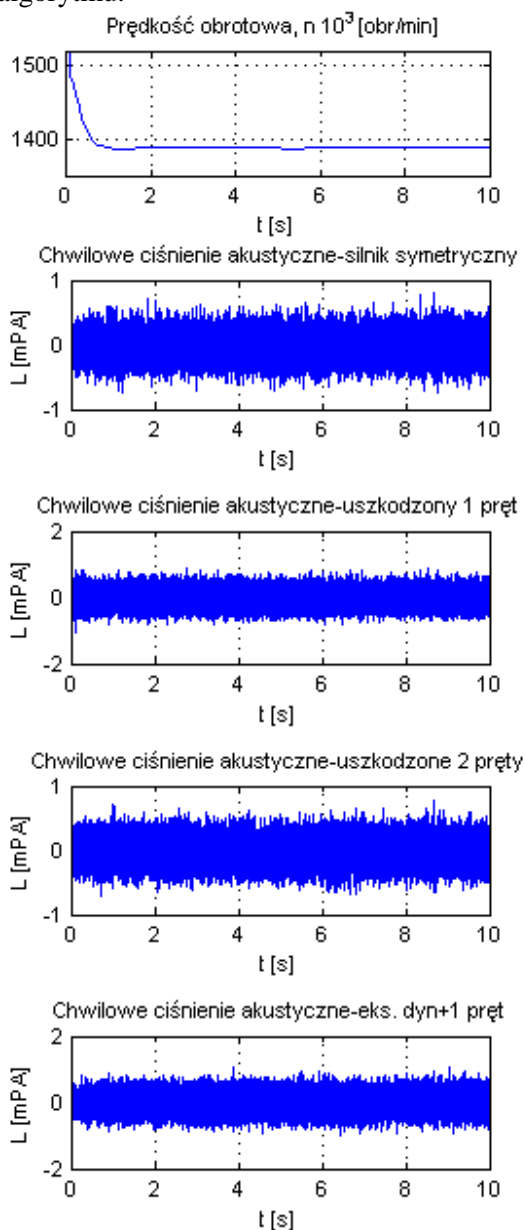 algorytmu.
Prędkość obrotowa, n 10³ [obr/min]
1500
1400
0 2 4 6 8 10
t [s]
Chwilowe ciśnienie akustyczne-silnik symetryczny
1
0
-1
L [mPA]
0 2 4 6 8 10
t [s]
Chwilowe ciśnienie akustyczne-uszkodzony 1 pręt
2
0
-2
L [mPA]
0 2 4 6 8 10
t [s]
Chwilowe ciśnienie akustyczne-uszkodzone 2 pręty
1
0
-1
L [mPA]
0 2 4 6 8 10
t [s]
Chwilowe ciśnienie akustyczne-eks. dyn+1 pręt
2
0
-2
L [mPA]
0 2 4 6 8 10
t [s]